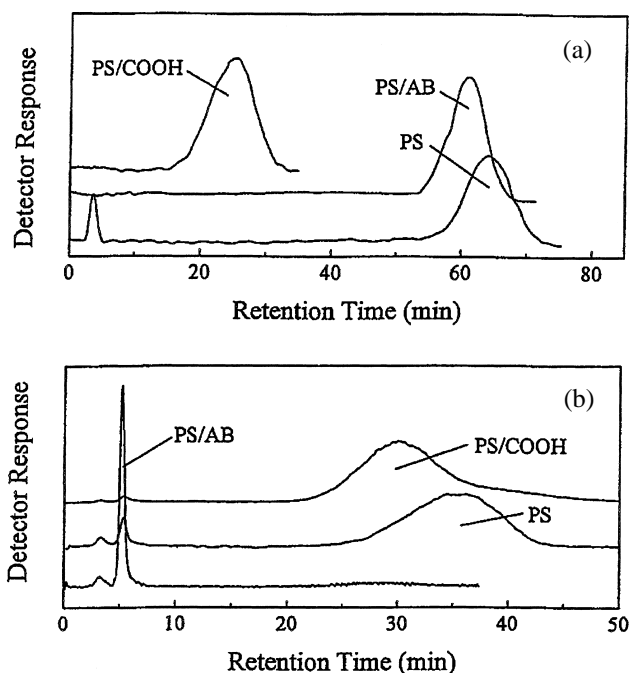 (a)
PS/COOH
PS/AB
PS
Detector Response
0 20 40 60 80
Retention Time (min)
(b)
PS/AB
PS/COOH
PS
Detector Response
0 10 20 30 40 50
Retention Time (min)